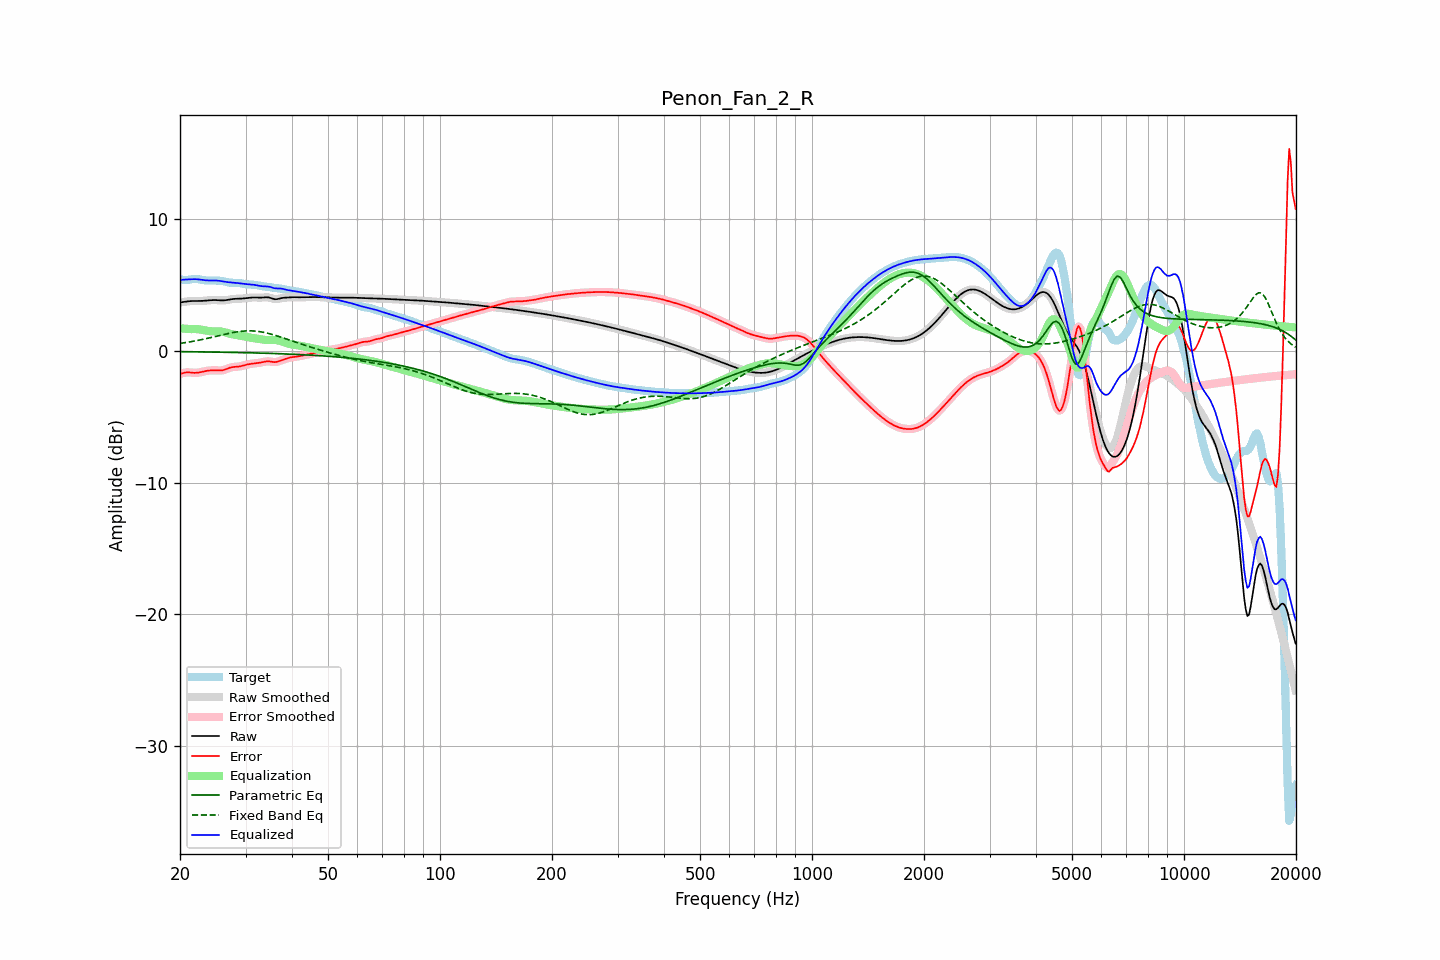 Penon_Fan_2_R
Amplitude (dBr)
10
0
−10
−20
−30
Target
Raw Smoothed
Error Smoothed
Raw
Error
Equalization
Parametric Eq
Fixed Band Eq
Equalized
20 50 100 200 500 1000 2000 5000 10000 20000
Frequency (Hz)